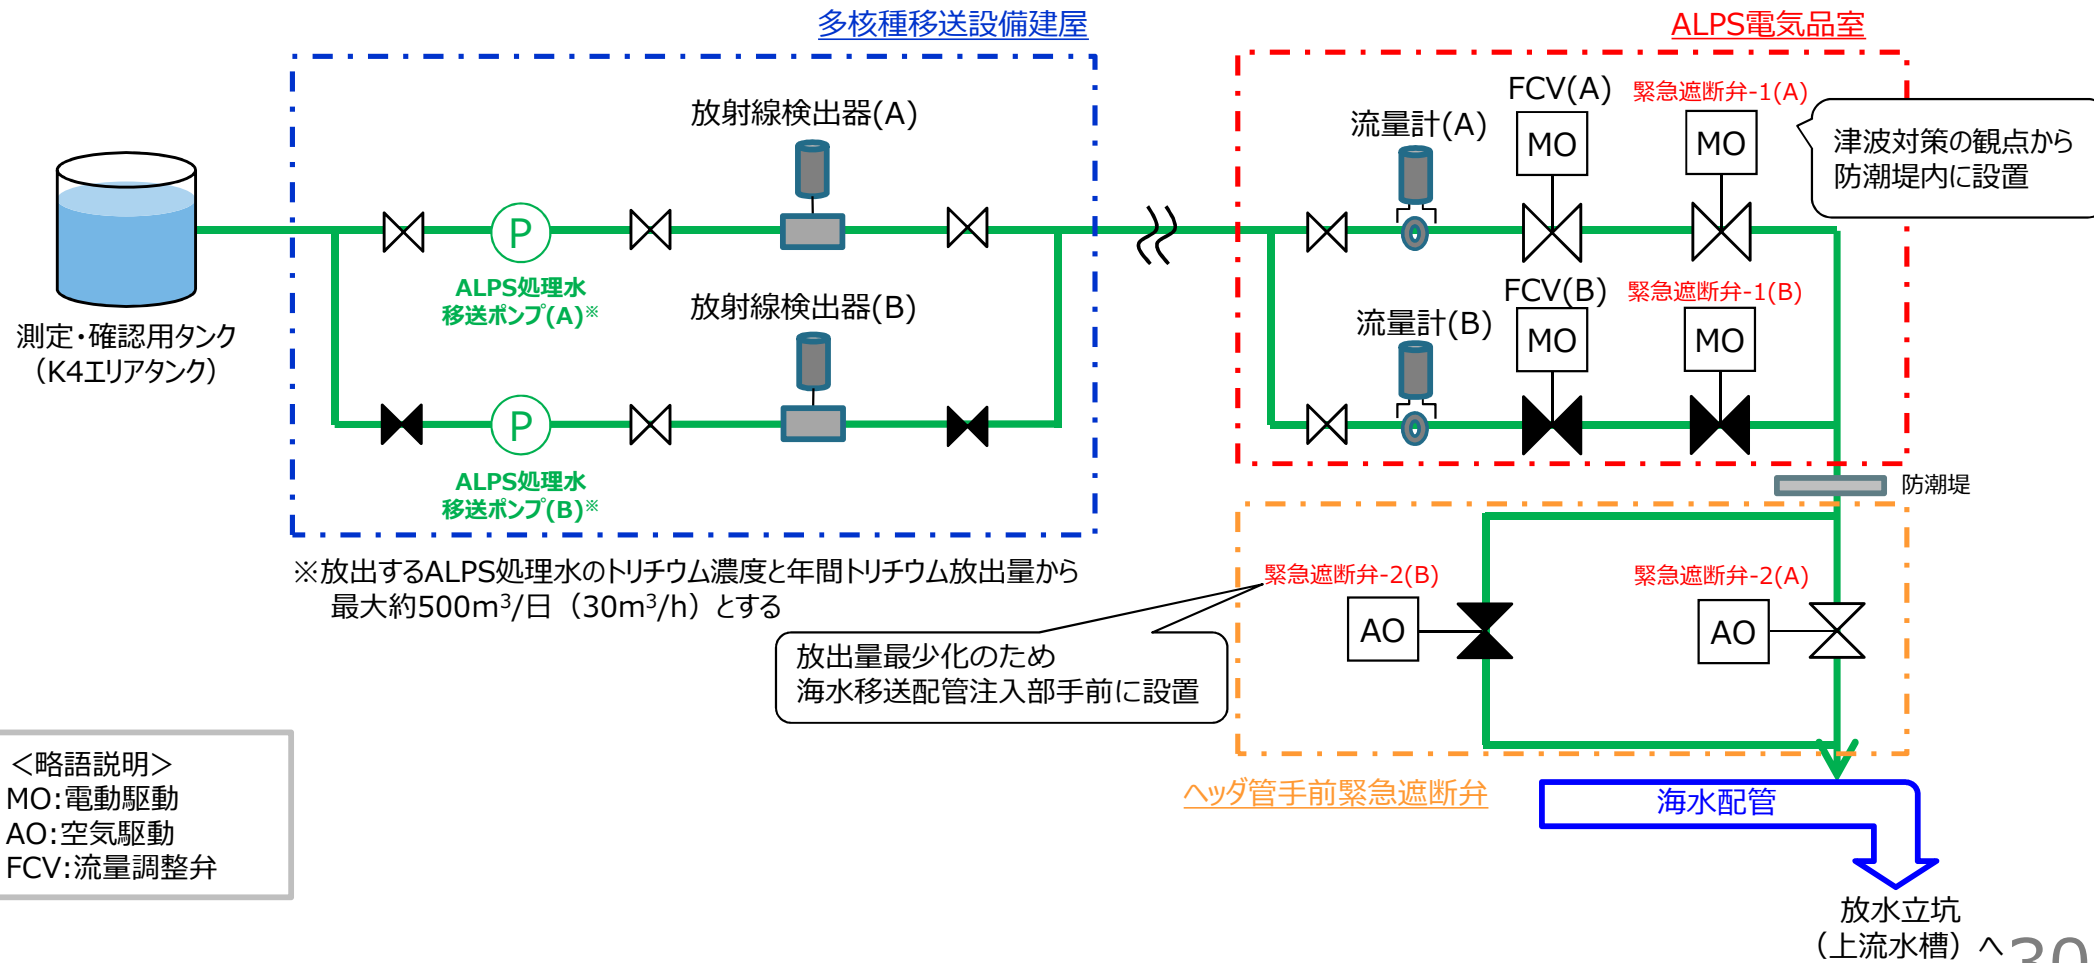 多核種移送設備建屋
ALPS電気品室
放射線検出器(A)
流量計(A)
FCV(A)
緊急遮断弁-1(A)
MO
MO
津波対策の観点から
防潮堤内に設置
P
ALPS処理水
移送ポンプ(A)※
放射線検出器(B)
流量計(B)
FCV(B)
緊急遮断弁-1(B)
MO
MO
測定・確認用タンク
（K4エリアタンク）
P
ALPS処理水
移送ポンプ(B)※
防潮堤
※放出するALPS処理水のトリチウム濃度と年間トリチウム放出量から
最大約500m³/日（30m³/h）とする
緊急遮断弁-2(B)
緊急遮断弁-2(A)
AO
AO
放出量最少化のため
海水移送配管注入部手前に設置
＜略語説明＞
MO:電動駆動
AO:空気駆動
FCV:流量調整弁
ヘッダ管手前緊急遮断弁
海水配管
放水立坑
（上流水槽）へ
30